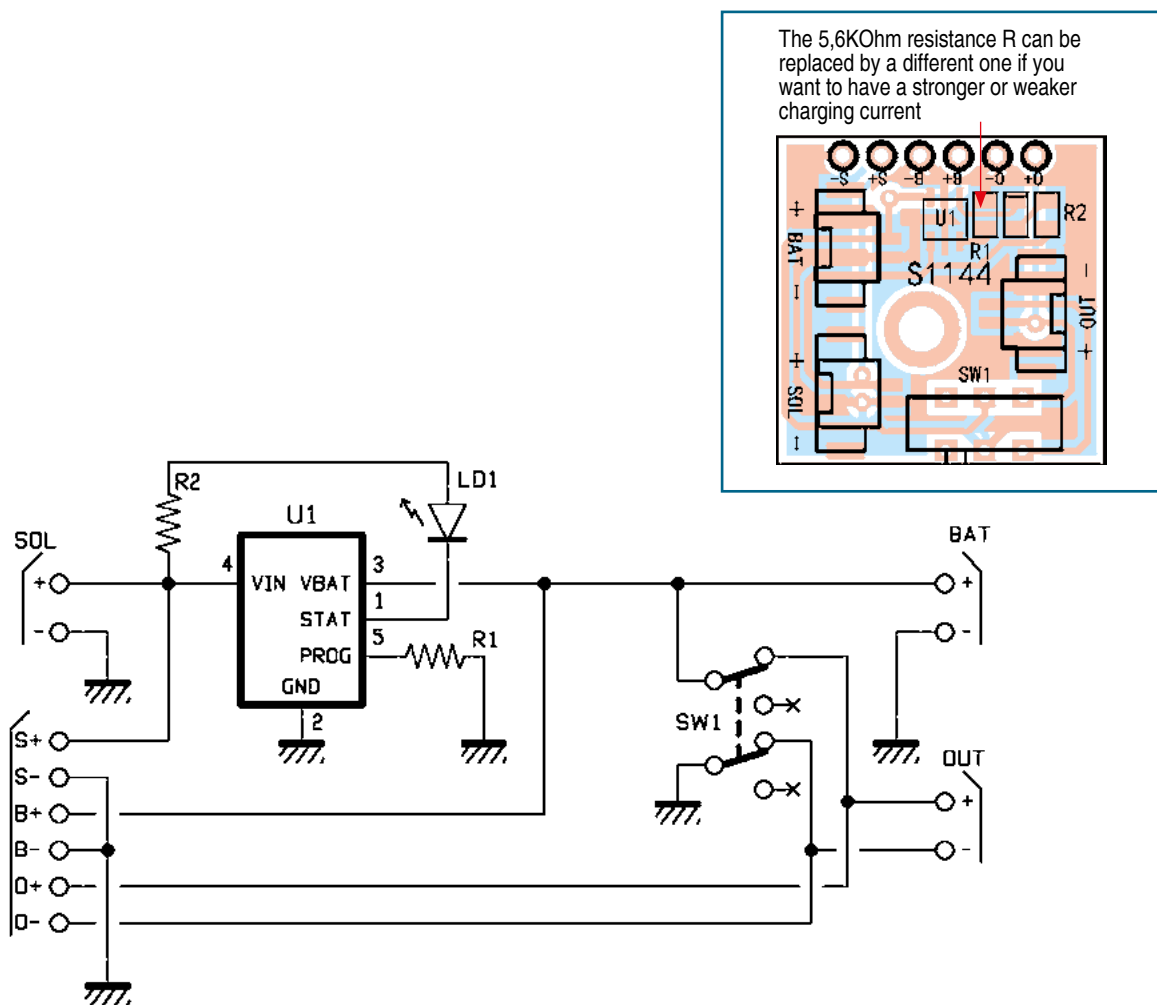 The 5,6KOhm resistance R can be
replaced by a different one if you
want to have a stronger or weaker
charging current
S- S+ B- B+ O- O+
+
BAT
-
U1
R1
R2
S1144
-
OUT
+
+
SOL
-
SW1
R2
LD1
U1
SOL
+
-
4
VIN
VBAT
3
STAT
1
PROG
5
R1
GND
2
BAT
+
-
SW1
OUT
+
-
S+
S-
B+
B-
O+
O-